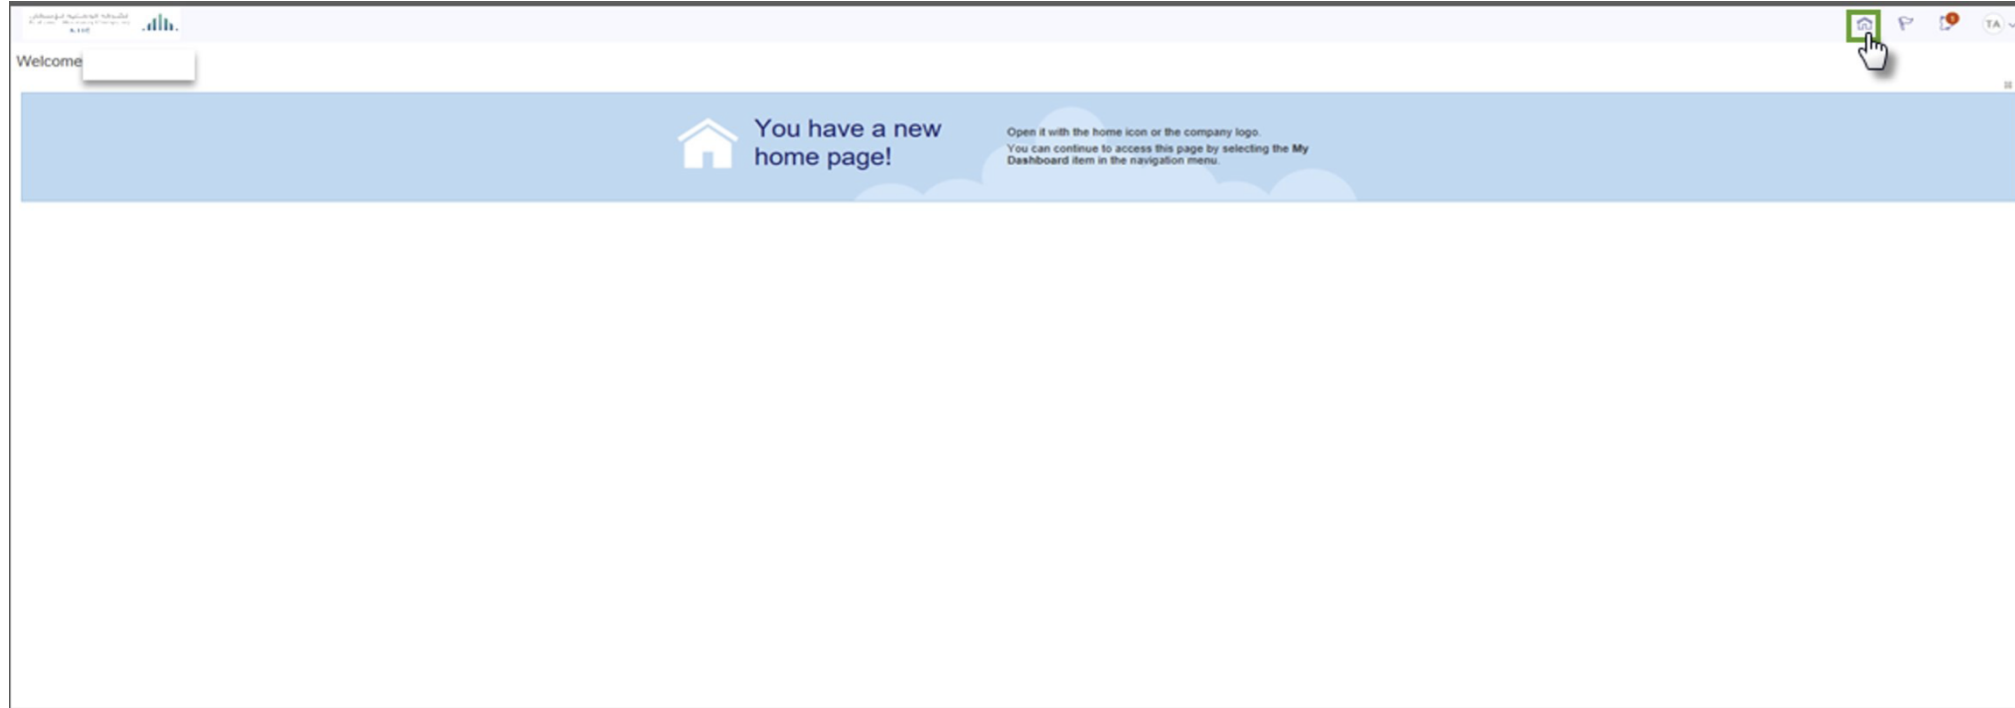 TA
Welcome
You have a new
home page!
Open it with the home icon or the company logo.
You can continue to access this page by selecting the My
Dashboard item in the navigation menu.